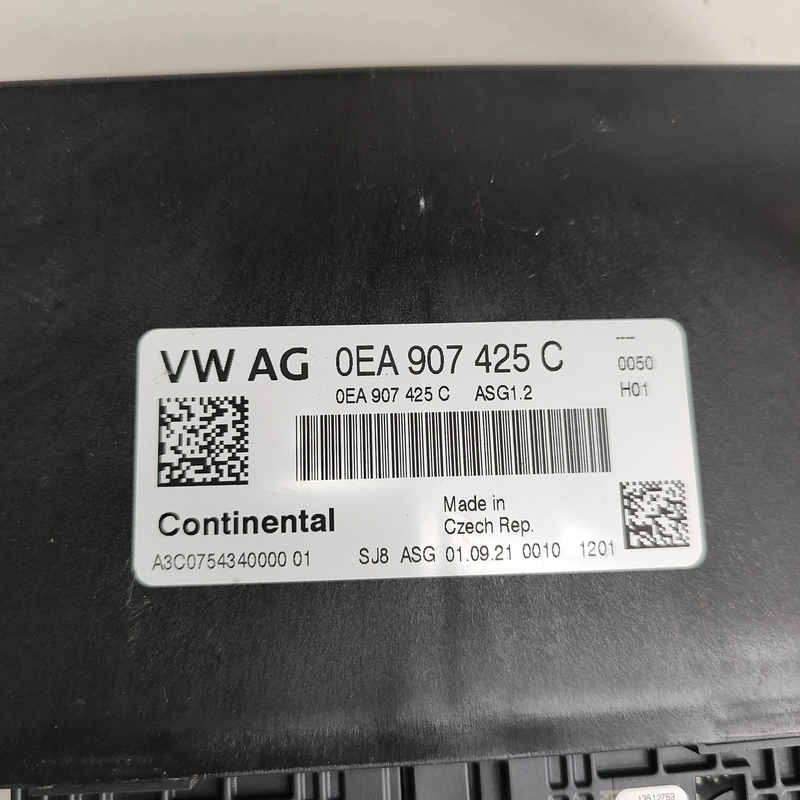 VW AG 0EA 907 425 C
0050
0EA 907 425 C ASG1.2
H01
Continental
Made in
Czech Rep.
A3C0754340000 01
SJ8 ASG 01.09.21 0010 1201
13512753